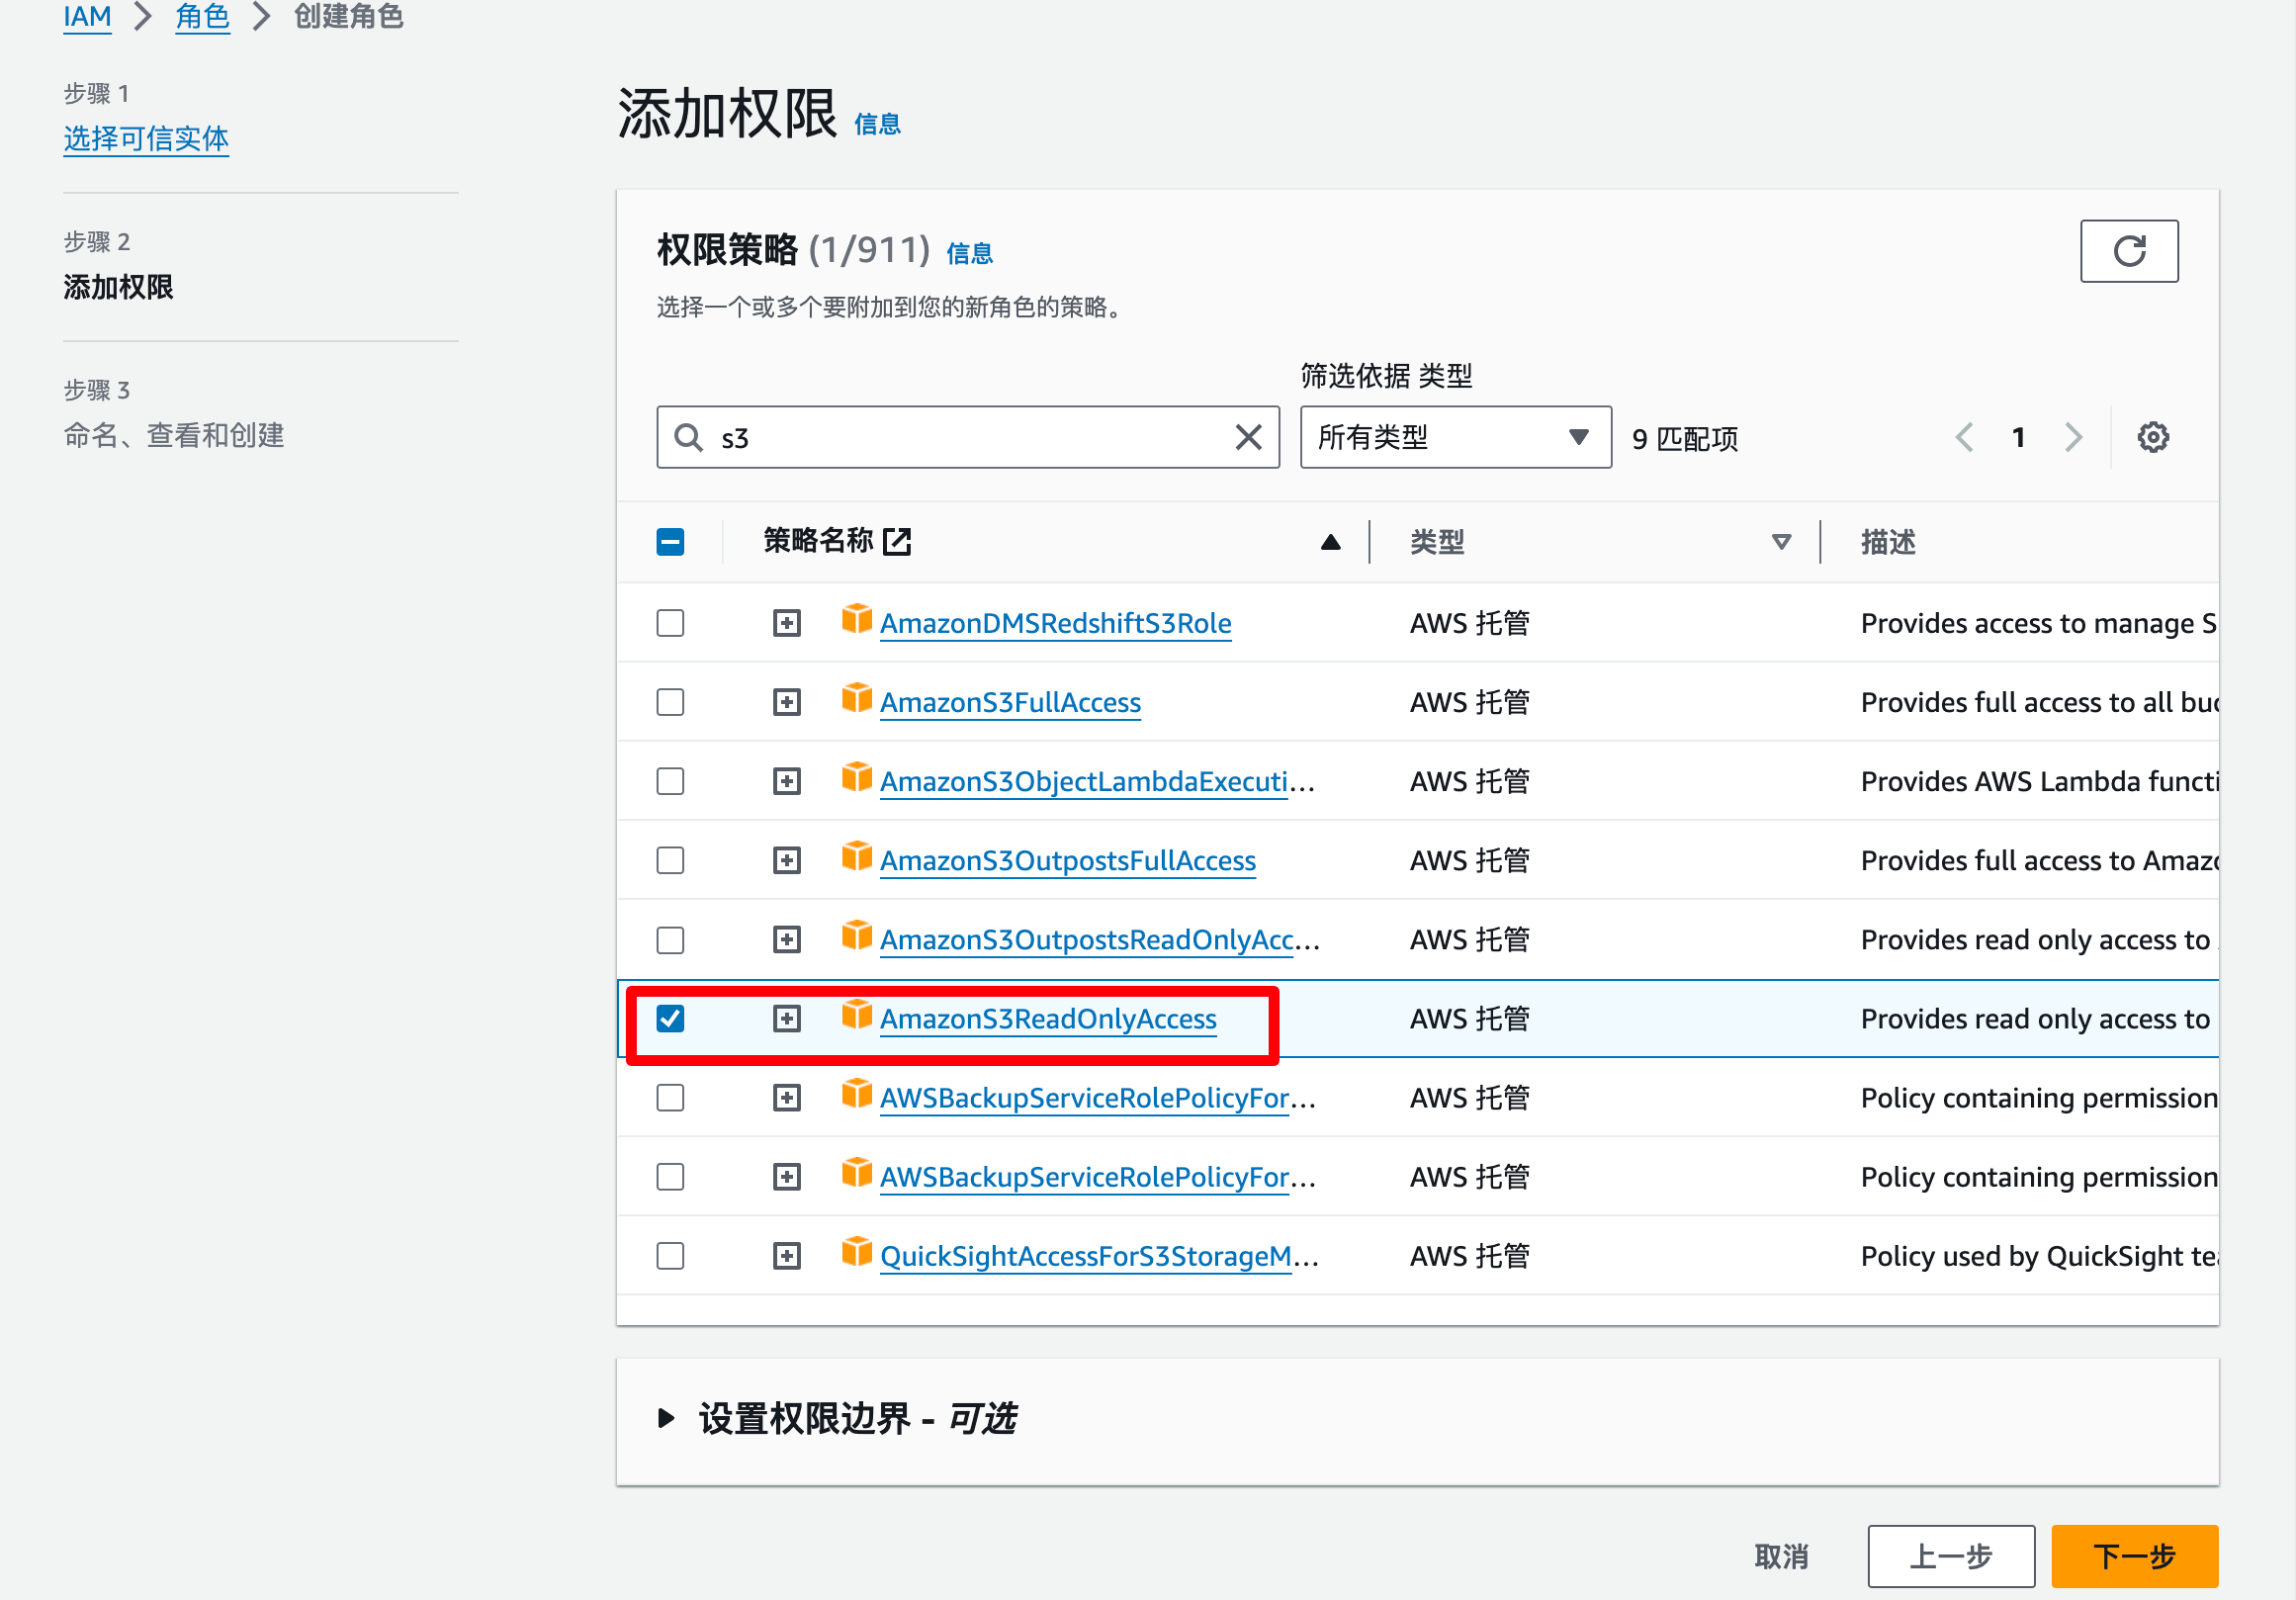 IAM > 角色 > 创建角色
步骤 1
选择可信实体
步骤 2
添加权限
步骤 3
命名、查看和创建
添加权限 信息
权限策略 (1/911) 信息
选择一个或多个要附加到您的新角色的策略。
筛选依据 类型
s3 所有类型 9 匹配项 1
策略名称 类型 描述
AmazonDMSRedshiftS3Role AWS 托管 Provides access to manage S
AmazonS3FullAccess AWS 托管 Provides full access to all buc
AmazonS3ObjectLambdaExecuti... AWS 托管 Provides AWS Lambda functi
AmazonS3OutpostsFullAccess AWS 托管 Provides full access to Amazo
AmazonS3OutpostsReadOnlyAcc... AWS 托管 Provides read only access to
AmazonS3ReadOnlyAccess AWS 托管 Provides read only access to
AWSBackupServiceRolePolicyFor... AWS 托管 Policy containing permission
AWSBackupServiceRolePolicyFor... AWS 托管 Policy containing permission
QuickSightAccessForS3StorageM... AWS 托管 Policy used by QuickSight tea
设置权限边界 - 可选
取消 上一步 下一步